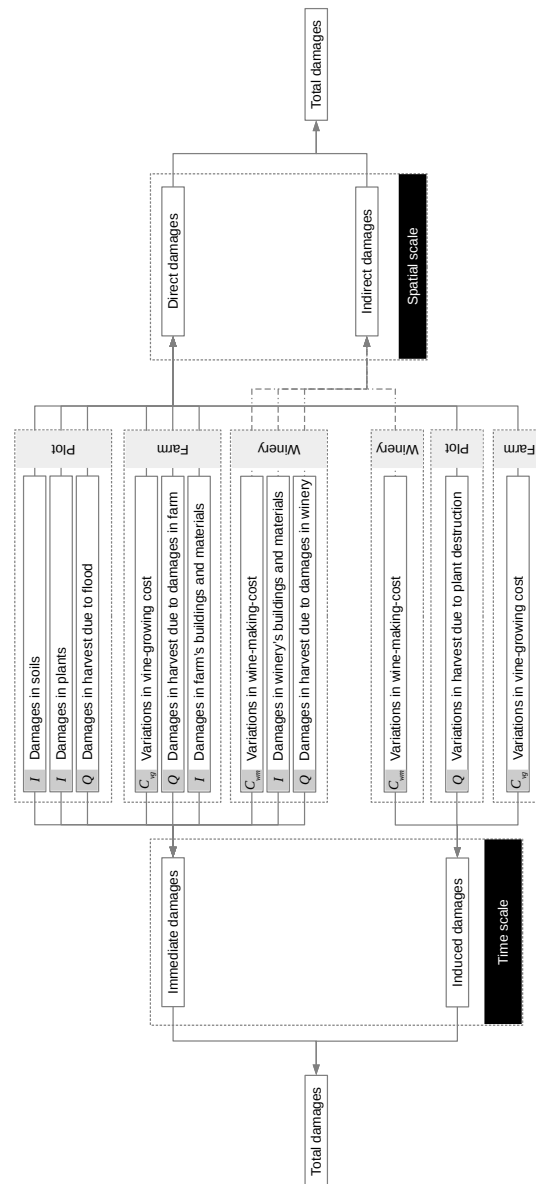 Total damages
Time scale
Immediate damages
Induced damages
Plot
I Damages in soils
I Damages in plants
Q Damages in harvest due to flood
Farm
Cvg Variations in vine-growing cost
Q Damages in harvest due to damages in farm
I Damages in farm's buildings and materials
Winery
Cwm Variations in wine-making-cost
I Damages in winery's buildings and materials
Q Damages in harvest due to damages in winery
Winery
Cwm Variations in wine-making-cost
Plot
Q Variations in harvest due to plant destruction
Farm
Cvg Variations in vine-growing cost
Direct damages
Indirect damages
Spatial scale
Total damages